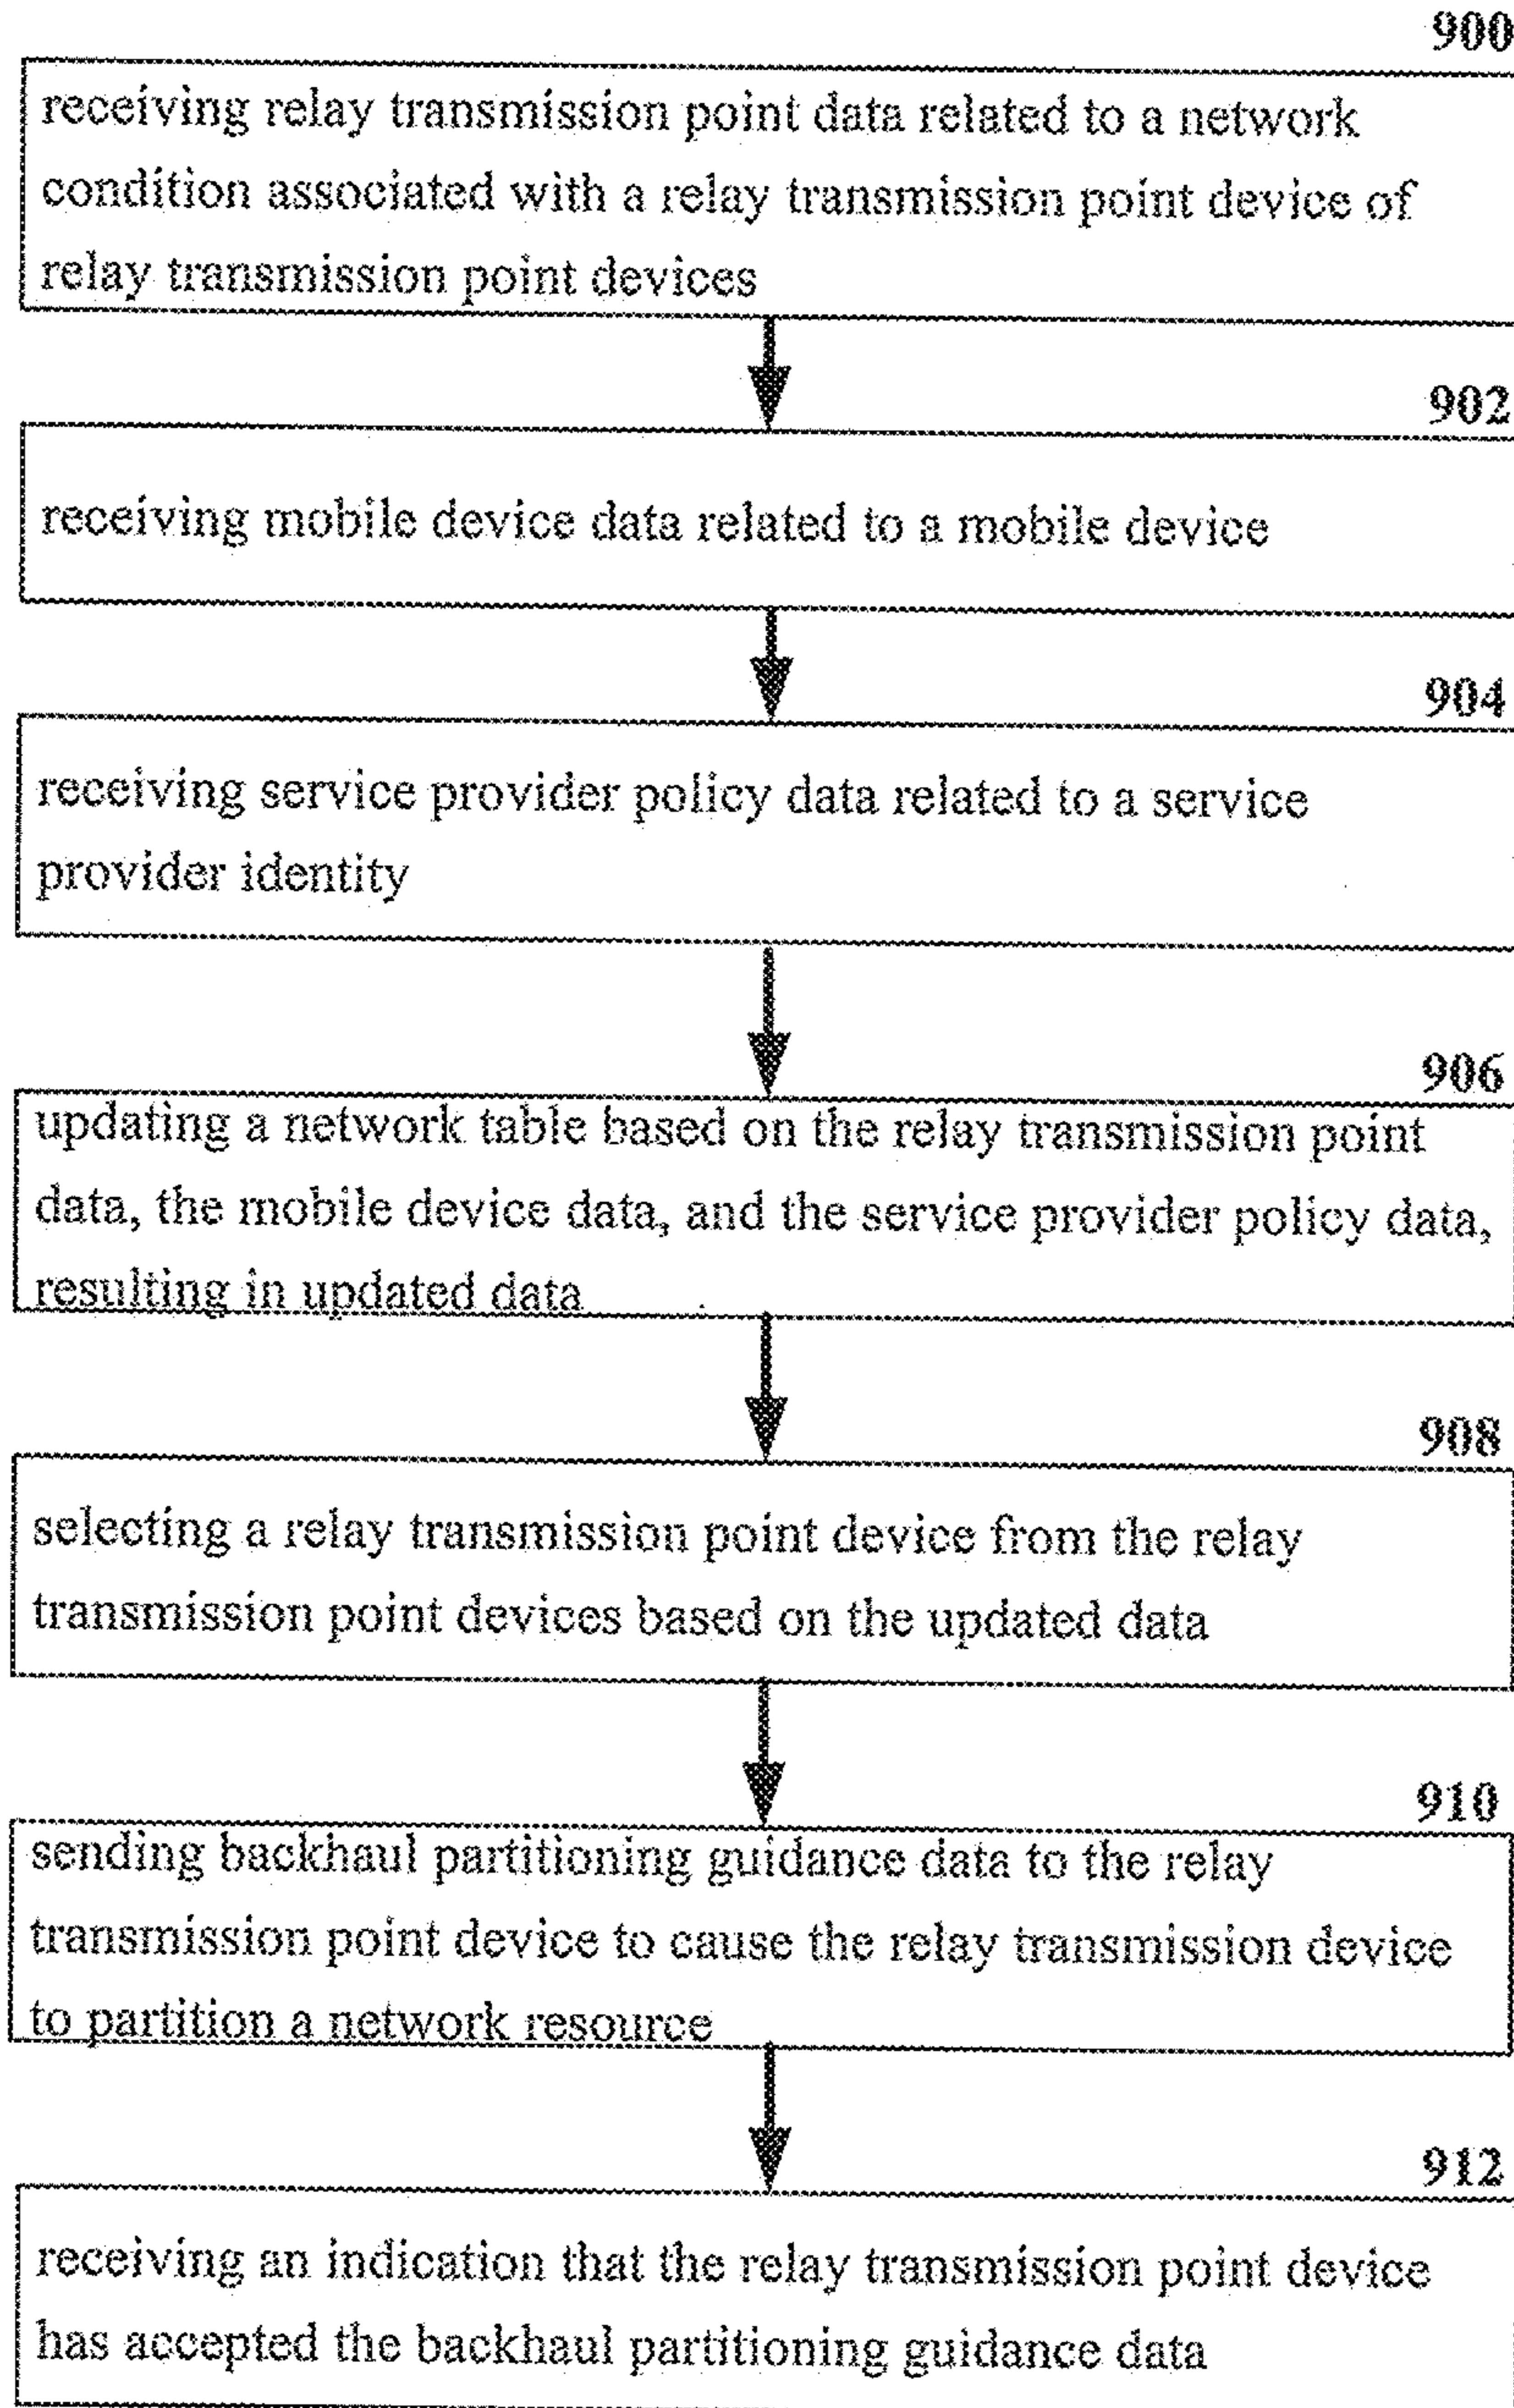 900
receiving relay transmission point data related to a network
condition associated with a relay transmission point device of
relay transmission point devices
902
receiving mobile device data related to a mobile device
904
receiving service provider policy data related to a service
provider identity
906
updating a network table based on the relay transmission point
data, the mobile device data, and the service provider policy data,
resulting in updated data
908
selecting a relay transmission point device from the relay
transmission point devices based on the updated data
910
sending backhaul partitioning guidance data to the relay
transmission point device to cause the relay transmission device
to partition a network resource
912
receiving an indication that the relay transmission point device
has accepted the backhaul partitioning guidance data